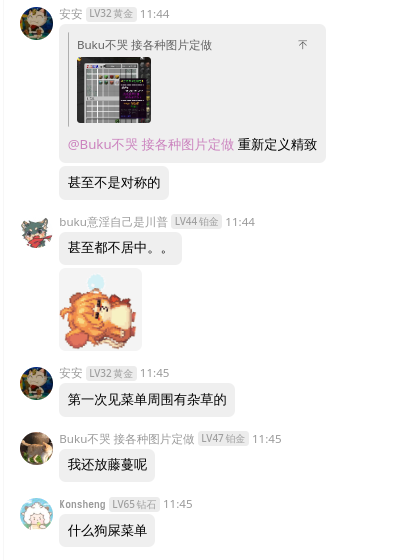 安安 LV32 黄金 11:44
Buku不哭 接各种图片定做
@Buku不哭 接各种图片定做 重新定义精致
甚至不是对称的
buku意淫自己是川普 LV44 铂金 11:44
甚至都不居中。。
安安 LV32 黄金 11:45
第一次见菜单周围有杂草的
Buku不哭 接各种图片定做 LV47 铂金 11:45
我还放藤蔓呢
Konsheng LV65 钻石 11:45
什么狗屎菜单